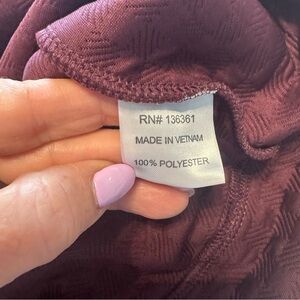 RN# 136361
MADE IN VIETNAM
100% POLYESTER